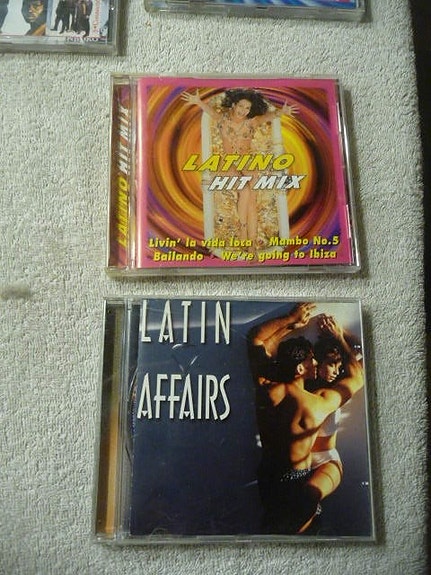 LATINO HIT MIX
LATINO
HIT MIX
Livin' la vida loca Mambo No.5
Bailando We're going to Ibiza
LATIN
AFFAIRS